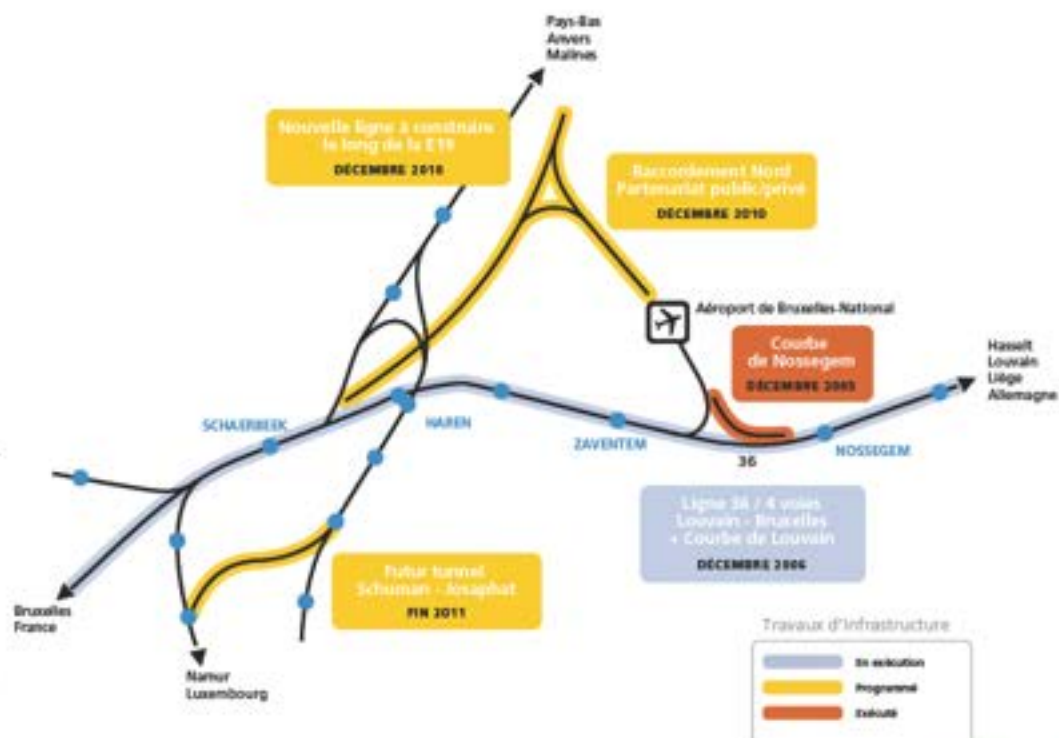 Pays-Bas
Anvers
Malines
Nouvelle ligne à construire
le long de la E19
DÉCEMBRE 2010
Raccordement Nord
Partenariat public/privé
DÉCEMBRE 2010
Aéroport de Bruxelles-National
Courbe
de Nossegem
DÉCEMBRE 2005
Hasselt
Louvain
Liège
Allemagne
SCHAERBEEK
HAREN
ZAVENTEM
NOSSEGEM
36
Ligne 36 / 4 voies
Louvain - Bruxelles
+ Courbe de Louvain
DÉCEMBRE 2006
Futur tunnel
Schuman - Josaphat
FIN 2011
Bruxelles
France
Namur
Luxembourg
Travaux d'infrastructure
En exécution
Programmé
Exécuté